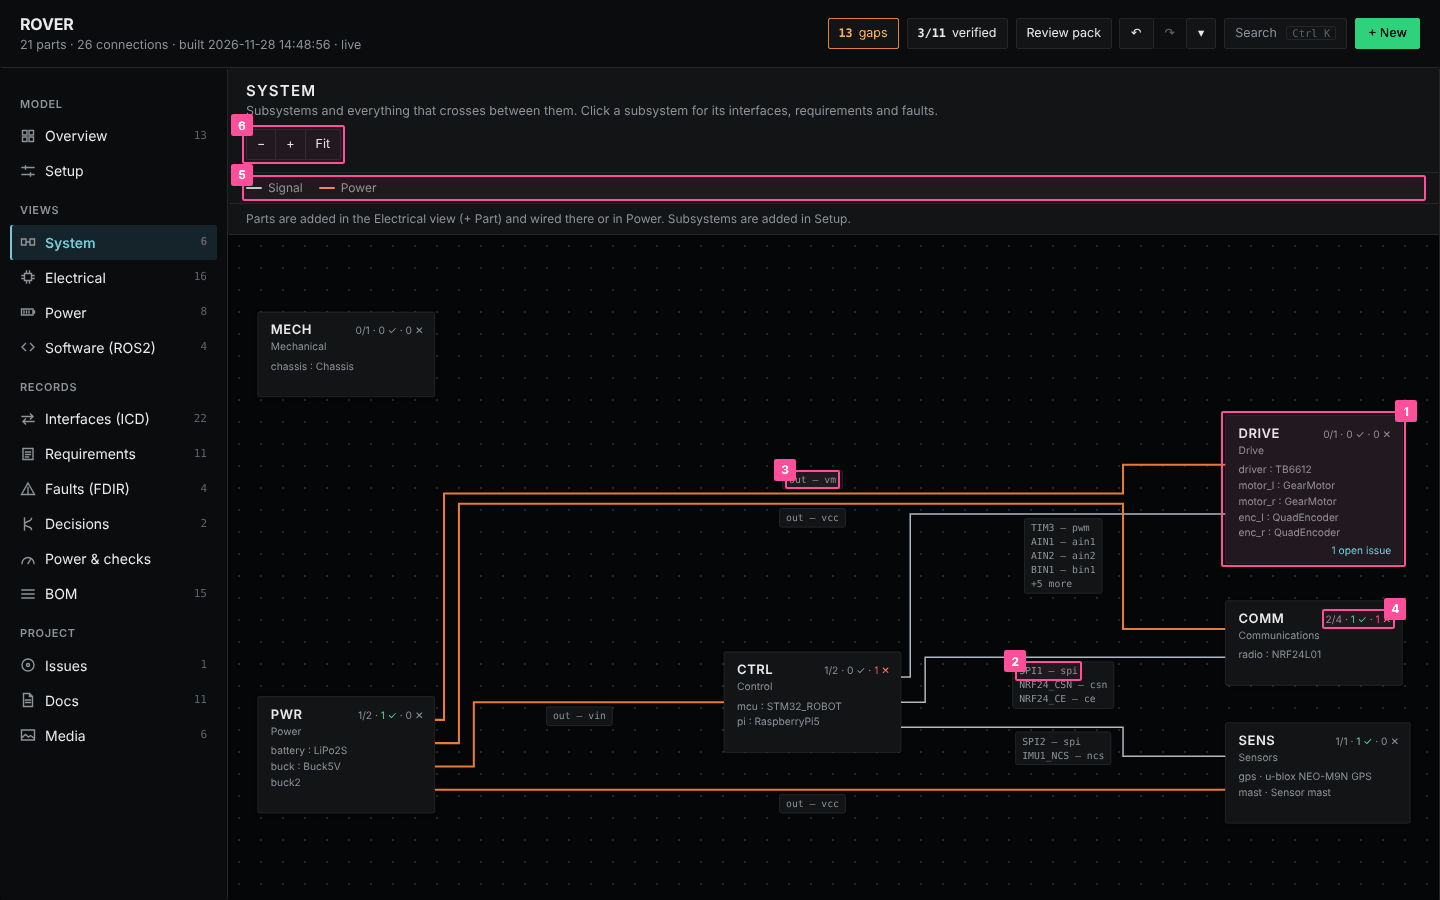 ROVER
21 parts · 26 connections · built 2026-11-28 14:48:56 · live
13 gaps
3/11 verified
Review pack
Search Ctrl K
+ New
MODEL
Overview 13
Setup
VIEWS
System 6
Electrical 16
Power 8
Software (ROS2) 4
RECORDS
Interfaces (ICD) 22
Requirements 11
Faults (FDIR) 4
Decisions 2
Power & checks
BOM 15
PROJECT
Issues 1
Docs 11
Media 6
SYSTEM
Subsystems and everything that crosses between them. Click a subsystem for its interfaces, requirements and faults.
6
− + Fit
5
Signal Power
Parts are added in the Electrical view (+ Part) and wired there or in Power. Subsystems are added in Setup.
MECH 0/1 · 0 ✓ · 0 ✕
Mechanical
chassis : Chassis
1
DRIVE 0/1 · 0 ✓ · 0 ✕
Drive
driver : TB6612
motor_l : GearMotor
motor_r : GearMotor
enc_l : QuadEncoder
enc_r : QuadEncoder
1 open issue
3
out — vm
out — vcc
TIM3 — pwm
AIN1 — ain1
AIN2 — ain2
BIN1 — bin1
+5 more
4
COMM 2/4 · 1 ✓ · 1
Communications
radio : NRF24L01
2
SPI1 — spi
NRF24_CSN — csn
NRF24_CE — ce
CTRL 1/2 · 0 ✓ · 1 ✕
Control
mcu : STM32_ROBOT
pi : RaspberryPi5
PWR 1/2 · 1 ✓ · 0 ✕
Power
battery : LiPo2S
buck : Buck5V
buck2
out — vin
SPI2 — spi
IMU1_NCS — ncs
SENS 1/1 · 1 ✓ · 0 ✕
Sensors
gps · u-blox NEO-M9N GPS
mast · Sensor mast
out — vcc